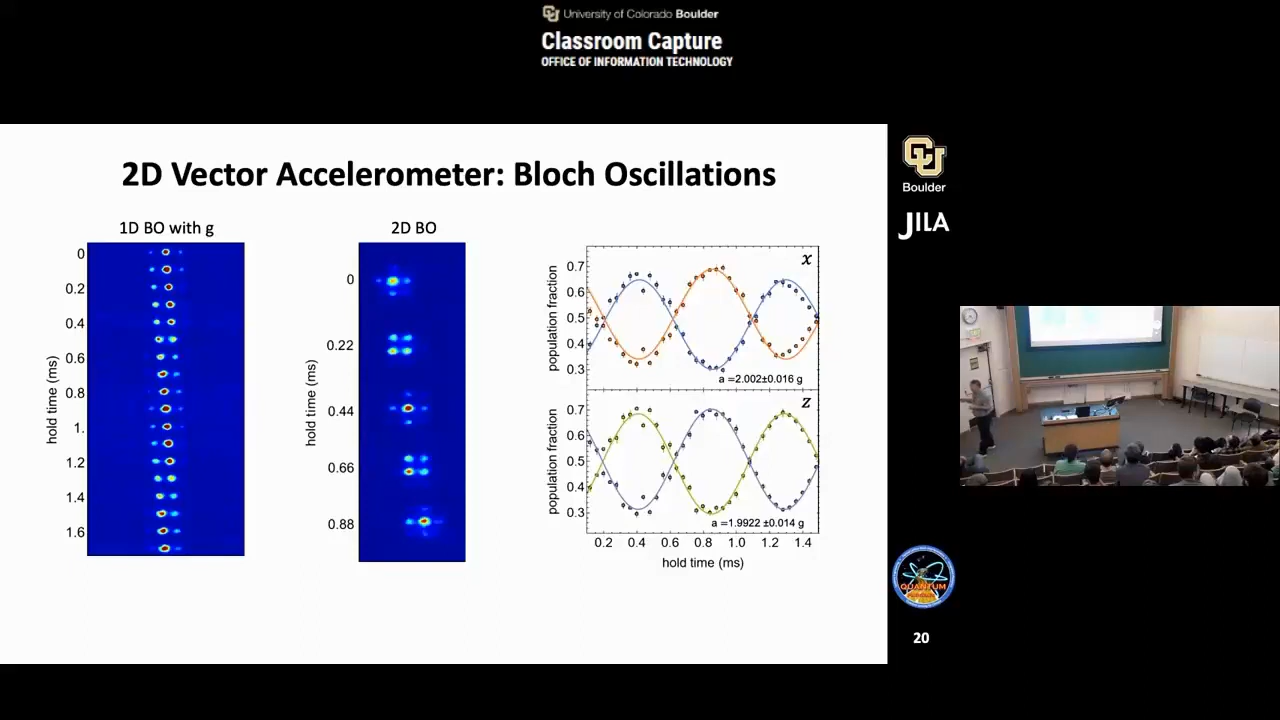 University of Colorado Boulder
Classroom Capture
OFFICE OF INFORMATION TECHNOLOGY
2D Vector Accelerometer: Bloch Oscillations
1D BO with g
hold time (ms)
0
0.2
0.4
0.6
0.8
1.
1.2
1.4
1.6
2D BO
hold time (ms)
0
0.22
0.44
0.66
0.88
population fraction
0.7
0.6
0.5
0.4
0.3
x
a =2.002±0.016 g
population fraction
0.7
0.6
0.5
0.4
0.3
z
a =1.9922 ±0.014 g
0.2 0.4 0.6 0.8 1.0 1.2 1.4
hold time (ms)
CU
Boulder
JILA
QUANTUM
20